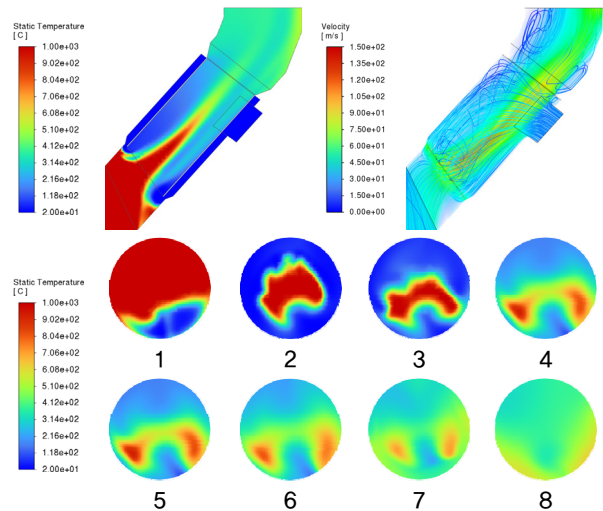 Static Temperature
[ C ]
1.00e+03
9.02e+02
8.04e+02
7.06e+02
6.08e+02
5.10e+02
4.12e+02
3.14e+02
2.16e+02
1.18e+02
2.00e+01
Velocity
[ m/s ]
1.50e+02
1.35e+02
1.20e+02
1.05e+02
9.00e+01
7.50e+01
6.00e+01
4.50e+01
3.00e+01
1.50e+01
0.00e+00
Static Temperature
[ C ]
1.00e+03
9.02e+02
8.04e+02
7.06e+02
6.08e+02
5.10e+02
4.12e+02
3.14e+02
2.16e+02
1.18e+02
2.00e+01
1 2 3 4
5 6 7 8